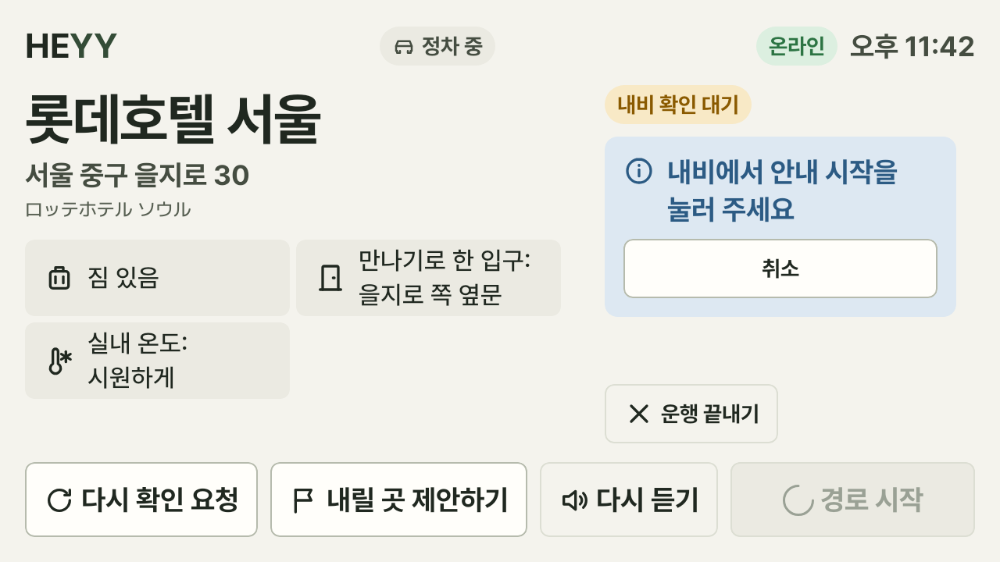 HEYY
정차 중
온라인
오후 11:42
롯데호텔 서울
서울 중구 을지로 30
ロッテホテル ソウル
짐 있음
만나기로 한 입구:
을지로 쪽 옆문
실내 온도:
시원하게
내비 확인 대기
내비에서 안내 시작을
눌러 주세요
취소
운행 끝내기
다시 확인 요청
내릴 곳 제안하기
다시 듣기
경로 시작